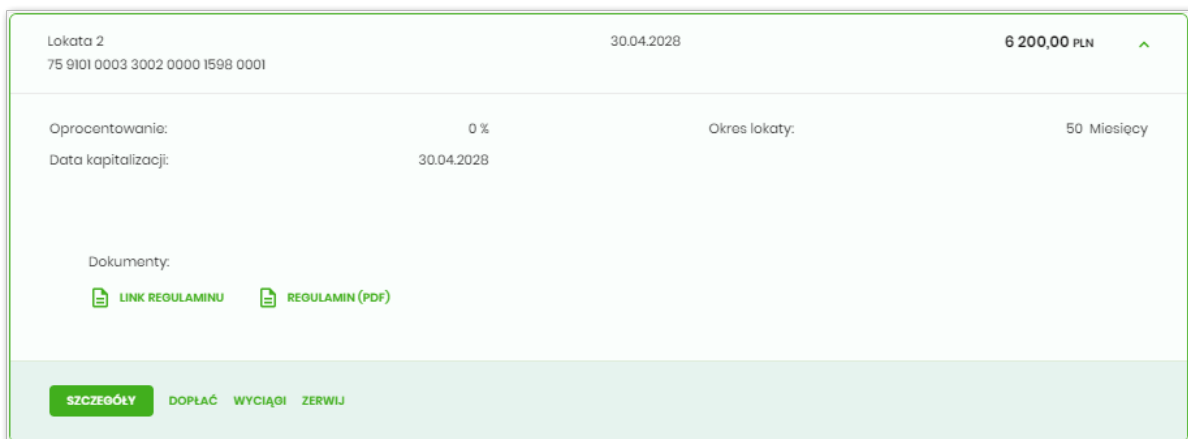 Lokata 2 30.04.2028 6 200,00 PLN
75 9101 0003 3002 0000 1598 0001
Oprocentowanie: 0 % Okres lokaty: 50 Miesięcy
Data kapitalizacji: 30.04.2028
Dokumenty:
LINK REGULAMINU REGULAMIN (PDF)
SZCZEGÓŁY DOPŁAĆ WYCIĄGI ZERWIJ